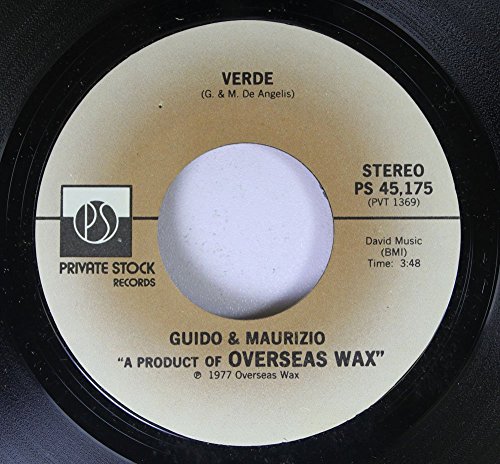 VERDE
(G. & M. De Angelis)
STEREO
PS 45,175
(PVT 1369)
PS
PRIVATE STOCK
RECORDS
David Music
(BMI)
Time: 3:48
GUIDO & MAURIZIO
"A PRODUCT OF OVERSEAS WAX"
℗ 1977 Overseas Wax